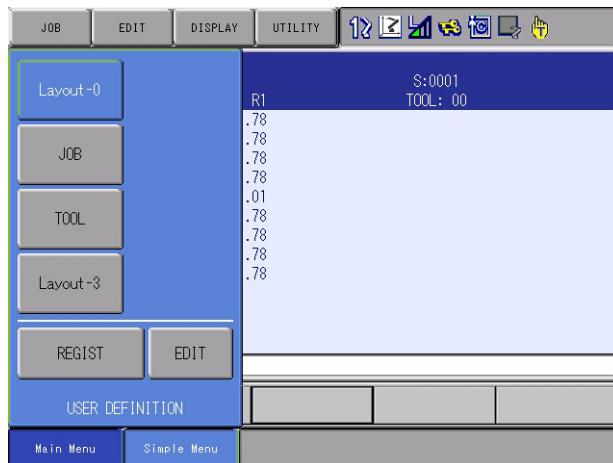 JOB EDIT DISPLAY UTILITY
Layout-0
JOB
TOOL
Layout-3
REGIST EDIT
USER DEFINITION
Main Menu Simple Menu
S:0001
R1 TOOL: 00
.78
.78
.78
.78
.01
.78
.78
.78
.78